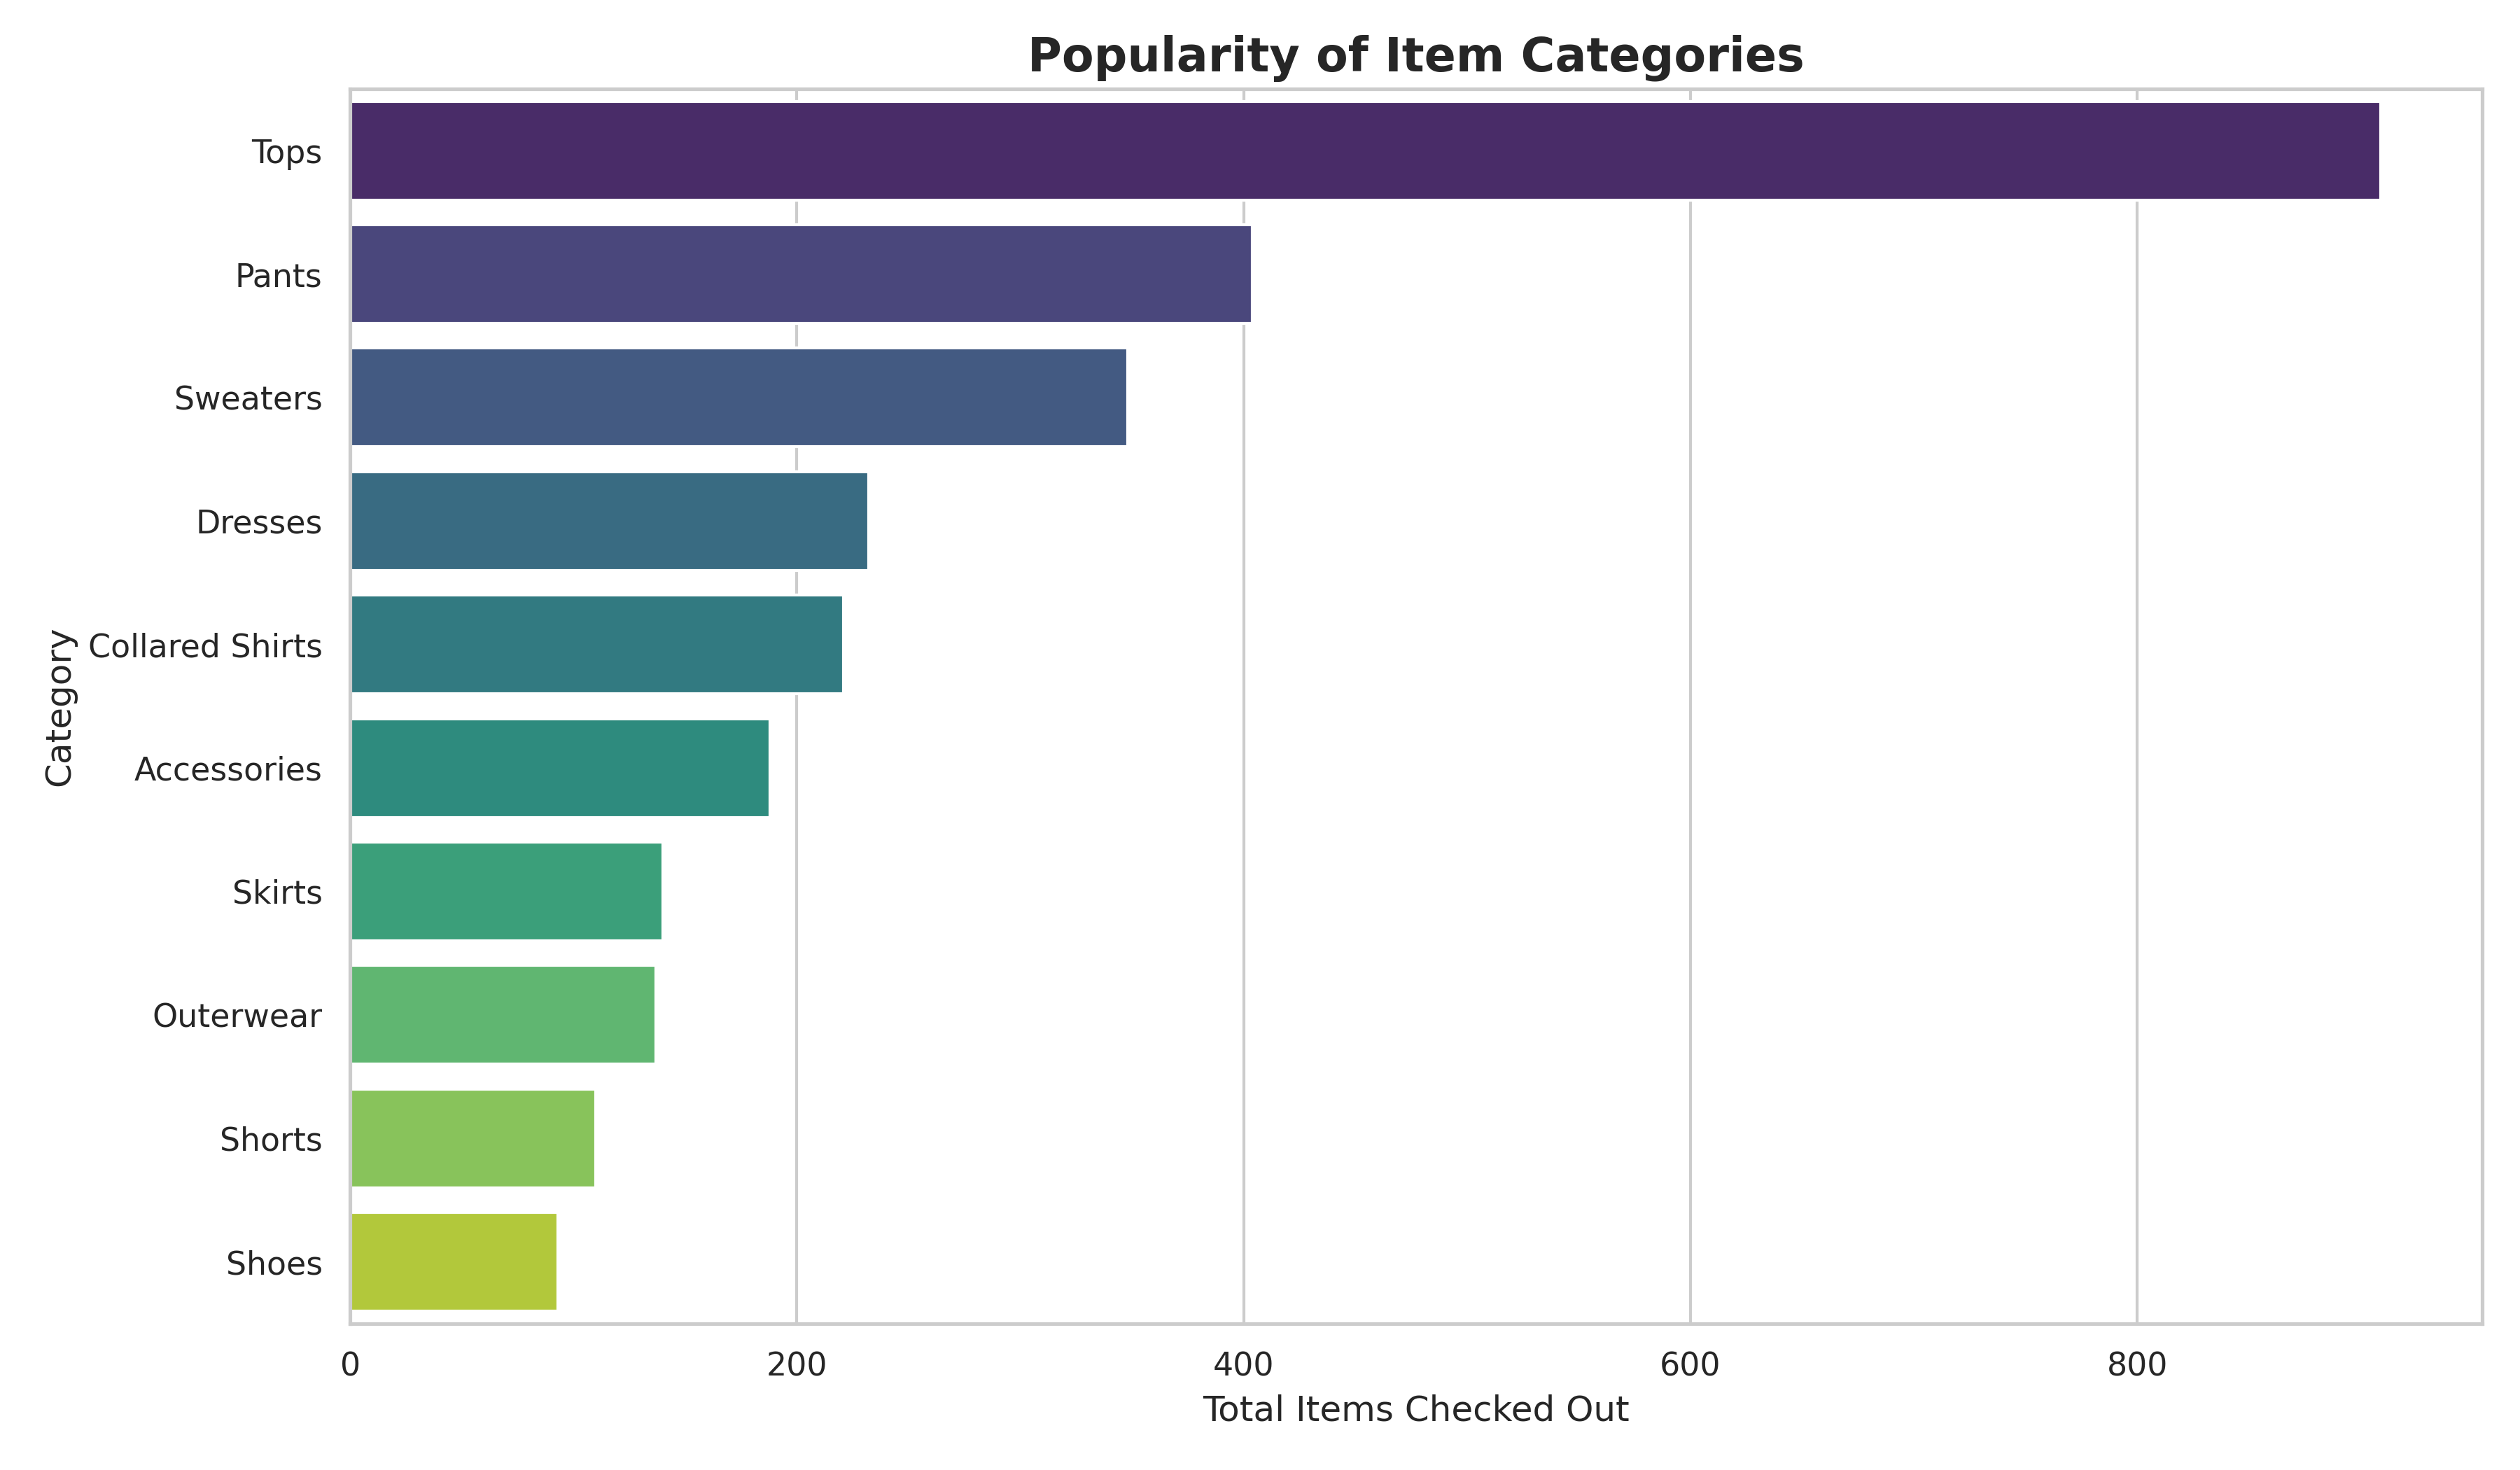 Popularity of Item Categories
Tops
Pants
Sweaters
Dresses
Collared Shirts
Accessories
Skirts
Outerwear
Shorts
Shoes
Category
0 200 400 600 800
Total Items Checked Out